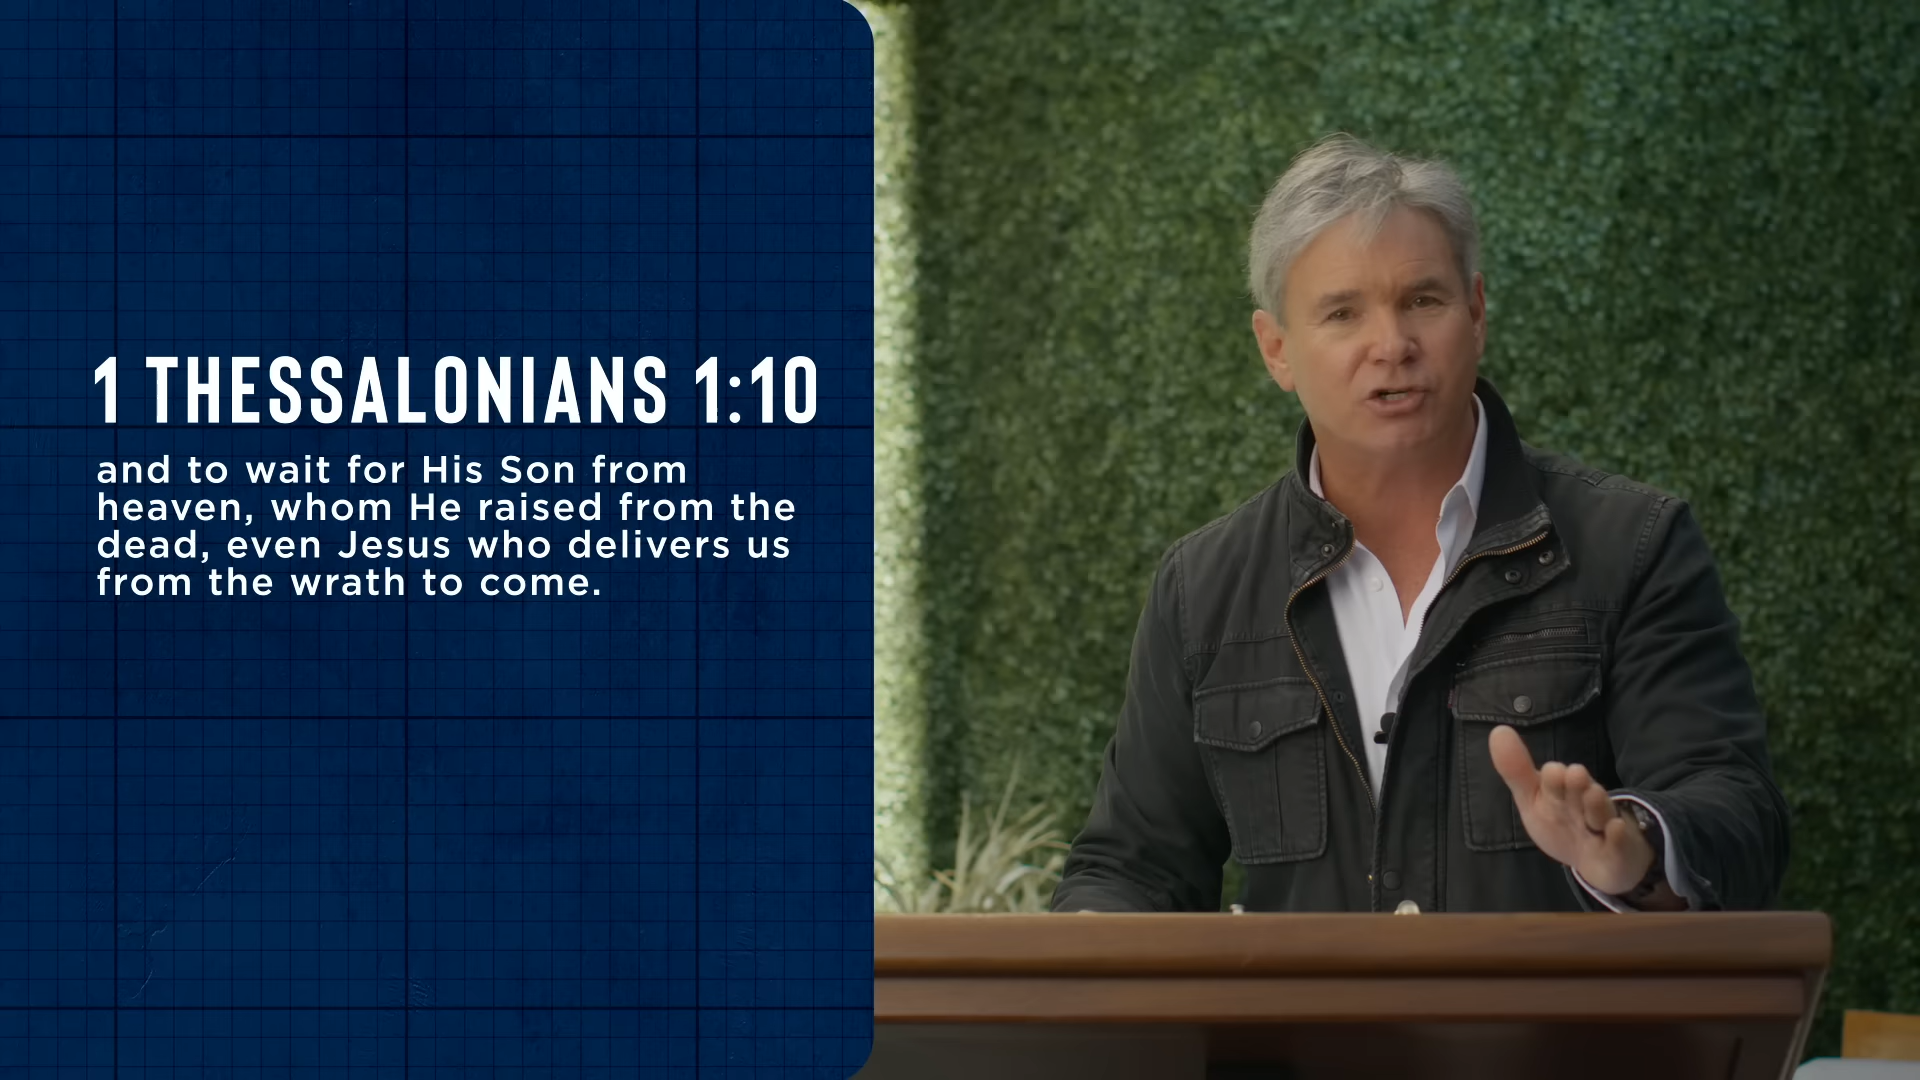 1 THESSALONIANS 1:10
and to wait for His Son from
heaven, whom He raised from the
dead, even Jesus who delivers us
from the wrath to come.